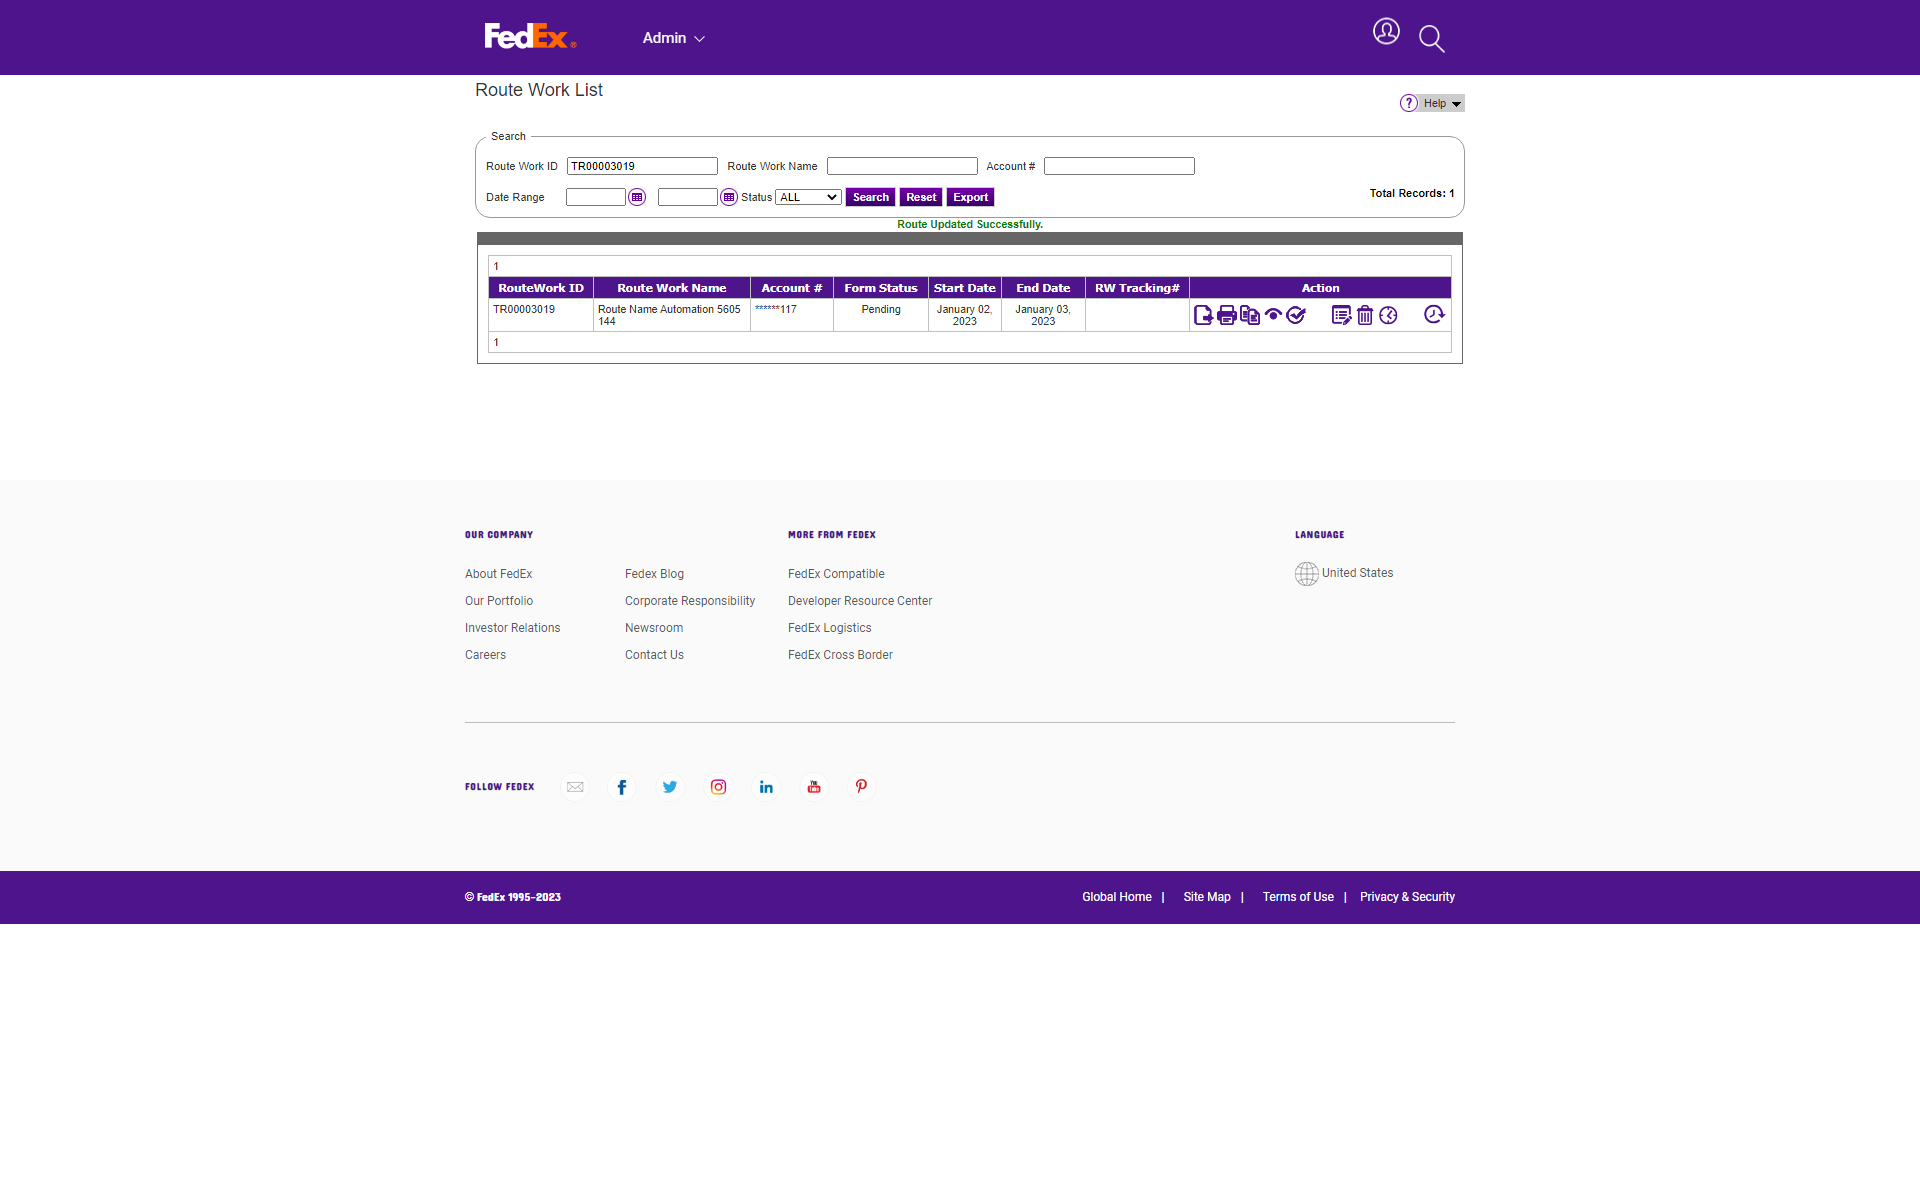 FedEx®
Admin
Route Work List
? Help
Search
Route Work ID TR00003019 Route Work Name Account #
Date Range Status ALL Search Reset Export Total Records: 1
Route Updated Successfully.
1
RouteWork ID Route Work Name Account # Form Status Start Date End Date RW Tracking# Action
TR00003019 Route Name Automation 5605 ******117 Pending January 02, January 03,
144 2023 2023
1
OUR COMPANY MORE FROM FEDEX LANGUAGE
About FedEx Fedex Blog FedEx Compatible United States
Our Portfolio Corporate Responsibility Developer Resource Center
Investor Relations Newsroom FedEx Logistics
Careers Contact Us FedEx Cross Border
FOLLOW FEDEX
© FedEx 1995-2023 Global Home | Site Map | Terms of Use | Privacy & Security